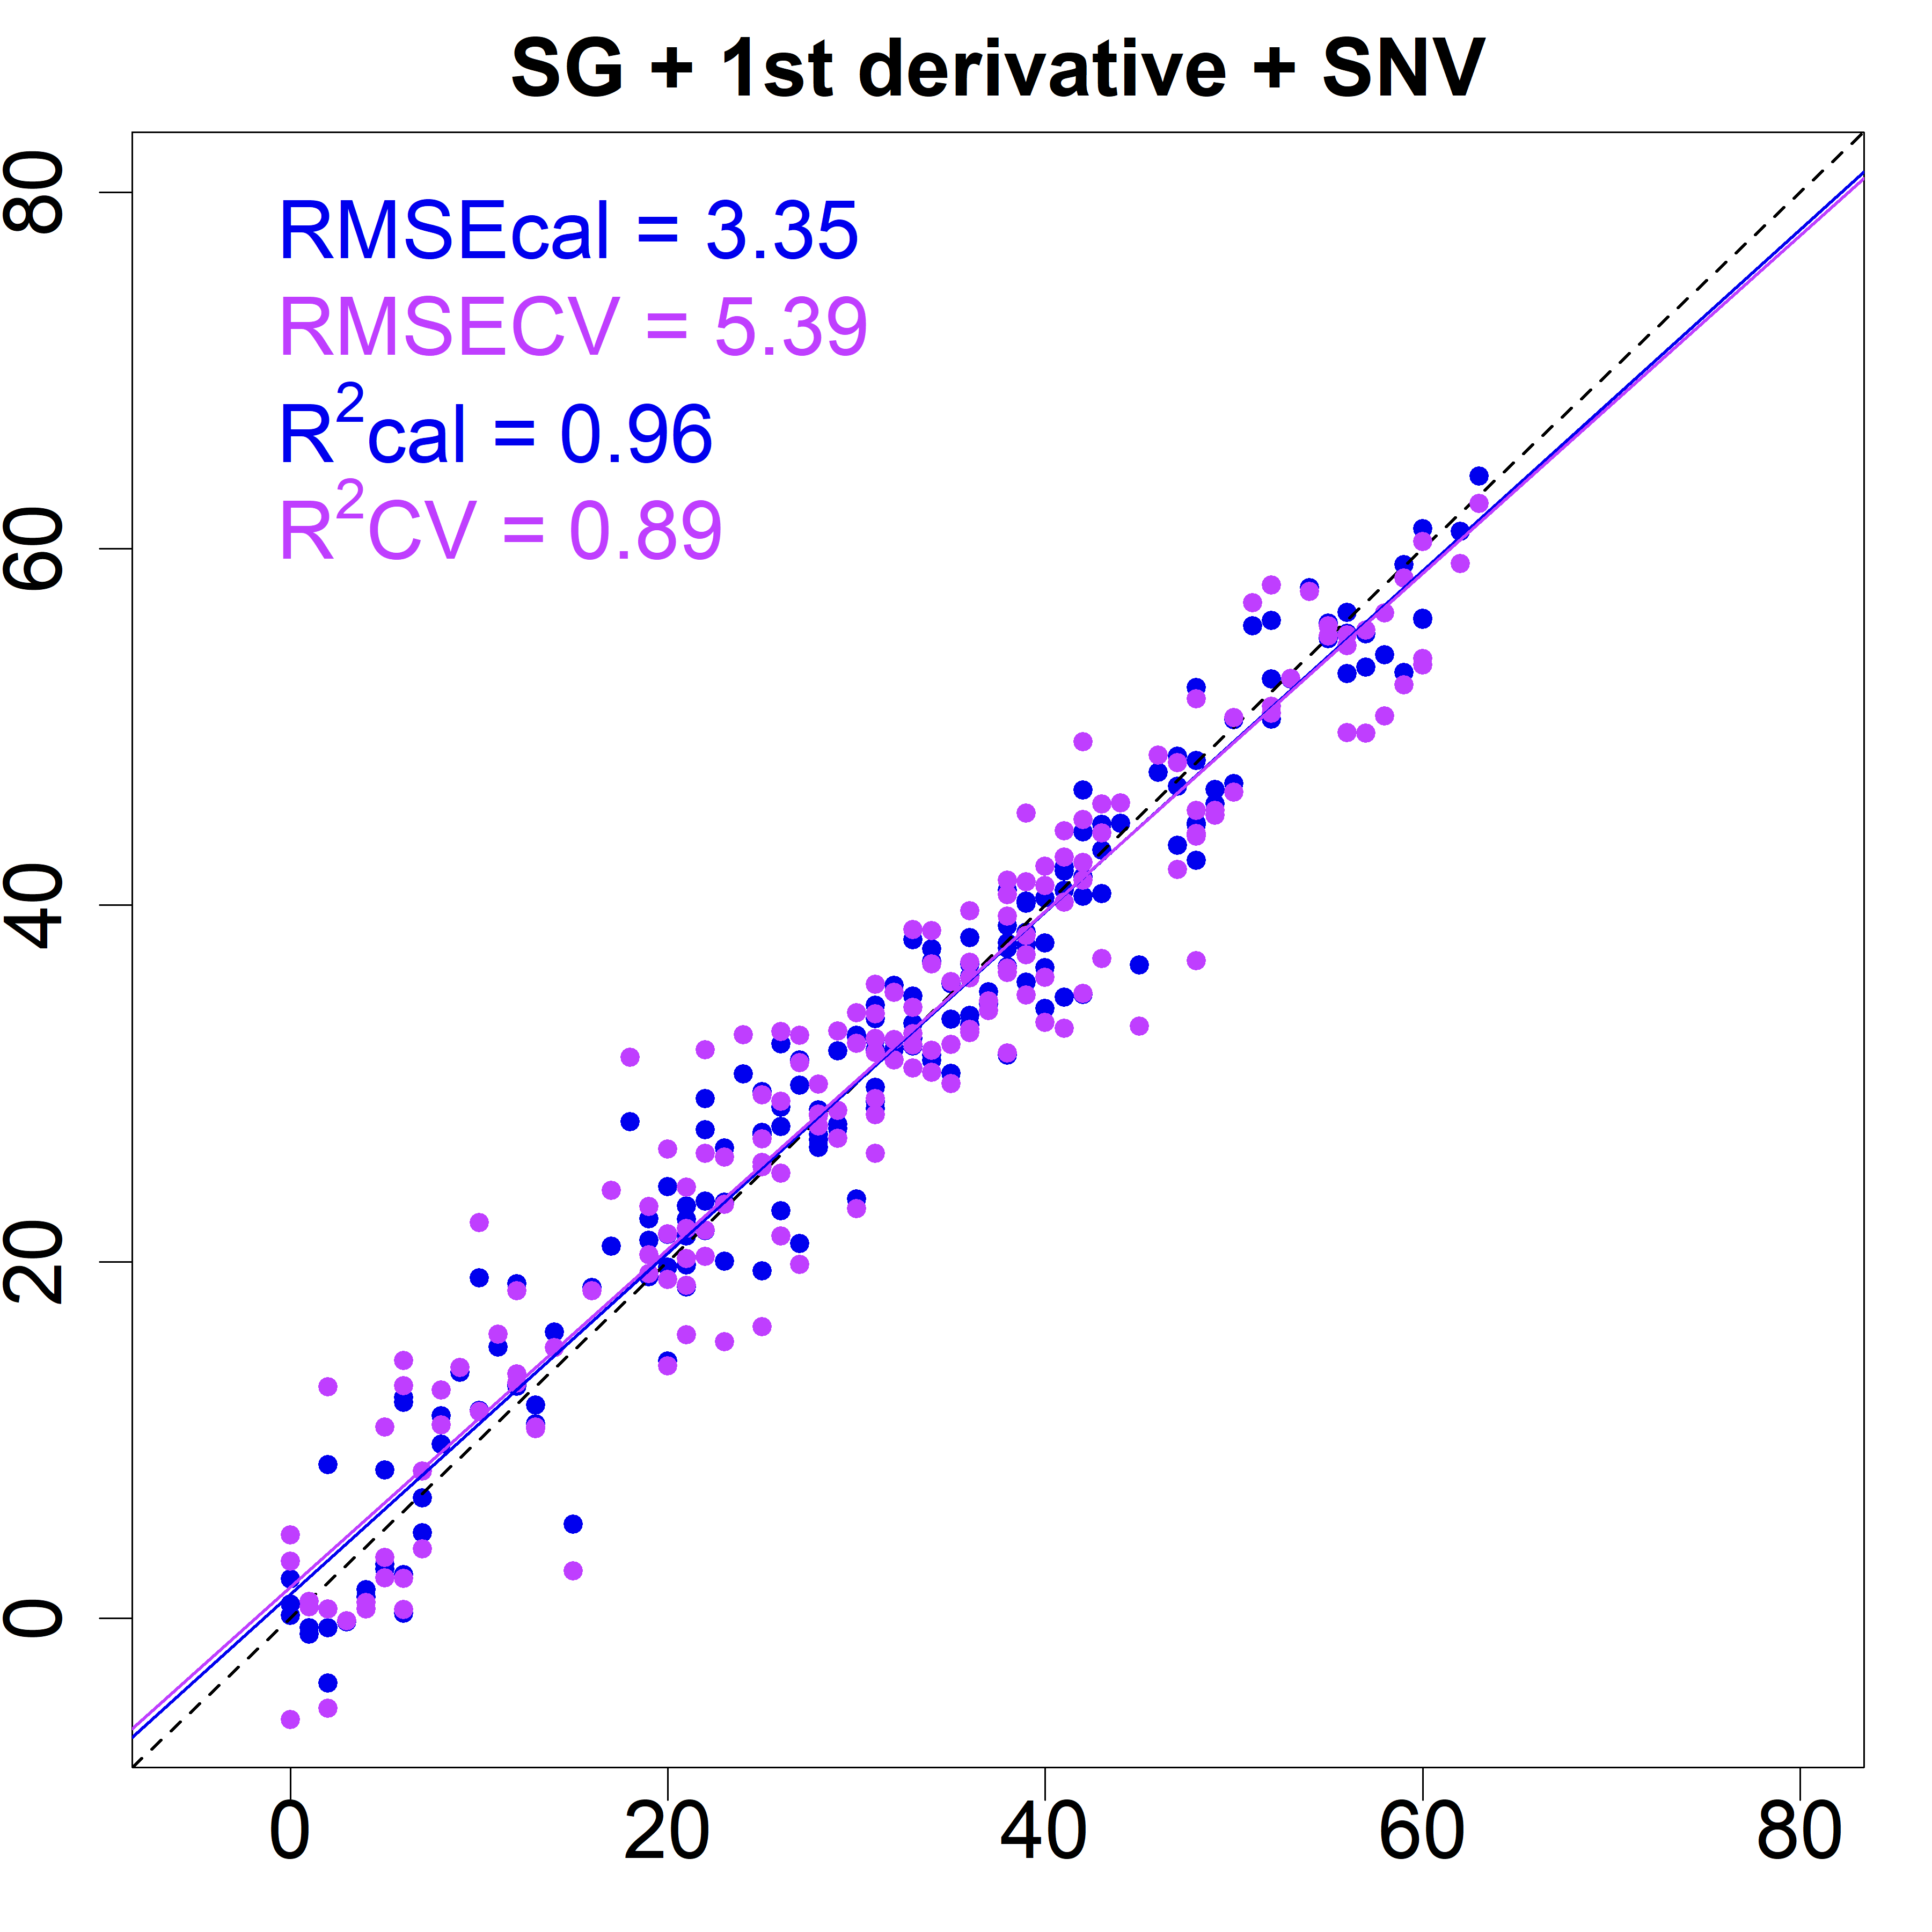 SG + 1st derivative + SNV
RMSEcal = 3.35
RMSECV = 5.39
R²cal = 0.96
R²CV = 0.89
80
60
40
20
0
0 20 40 60 80